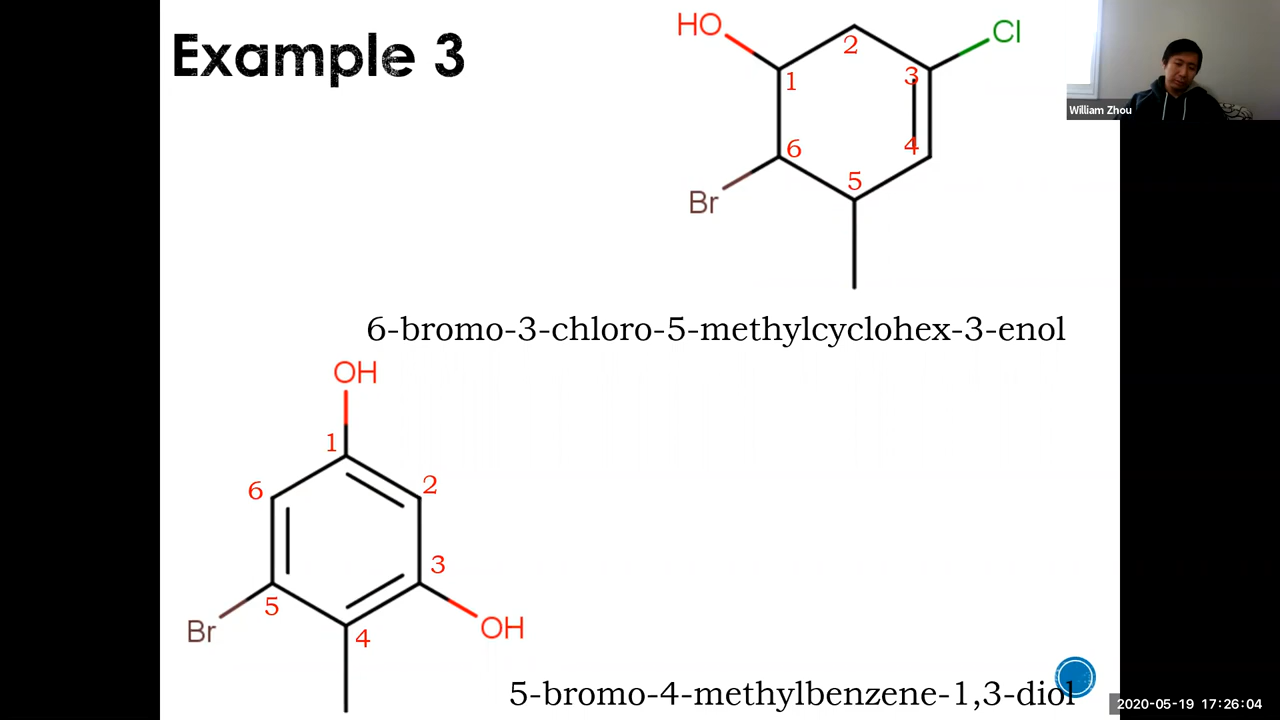 Example 3
HO
Cl
2
1
3
6
4
5
Br
William Zhou
6-bromo-3-chloro-5-methylcyclohex-3-enol
OH
1
6
2
3
5
4
Br
OH
5-bromo-4-methylbenzene-1,3-diol
2020-05-19 17:26:04